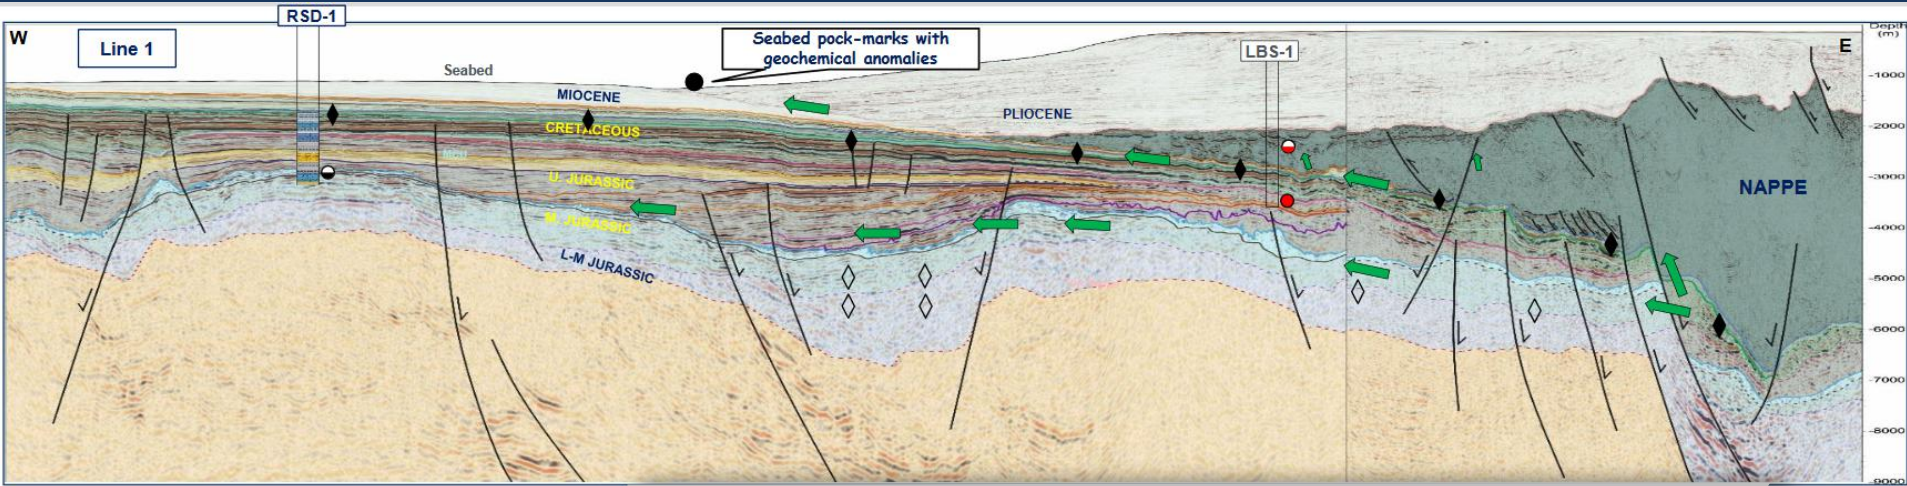 RSD-1
W
Line 1
Seabed pock-marks with
geochemical anomalies
Seabed
LBS-1
E
Depth
(m)
MIOCENE
PLIOCENE
CRETACEOUS
U. JURASSIC
M. JURASSIC
L-M JURASSIC
NAPPE
-1000
-2000
-3000
-4000
-5000
-6000
-7000
-8000
-9000